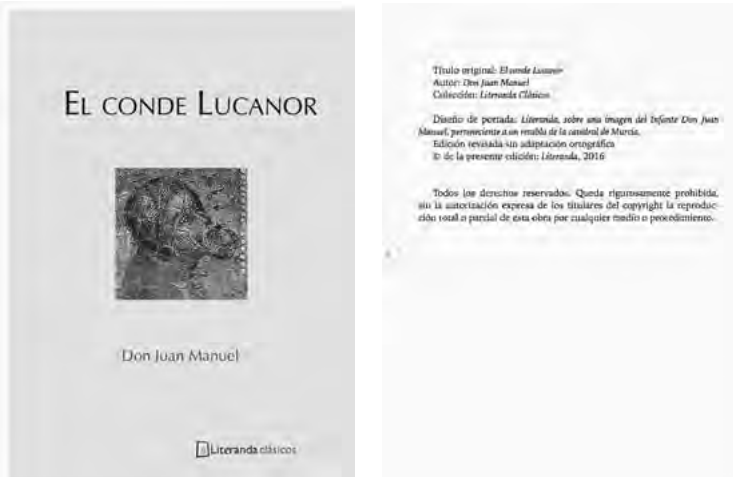 EL CONDE LUCANOR
Don Juan Manuel
Literanda clásicos
Título original: El conde Lucanor
Autor: Don Juan Manuel
Colección: Literanda Clásicos
Diseño de portada: Literanda, sobre una imagen del Infante Don Juan
Manuel, perteneciente a un retablo de la catedral de Murcia.
Edición revisada sin adaptación ortográfica
© de la presente edición: Literanda, 2016
Todos los derechos reservados. Queda rigurosamente prohibida,
sin la autorización expresa de los titulares del copyright la reproduc-
ción total o parcial de esta obra por cualquier medio o procedimiento.